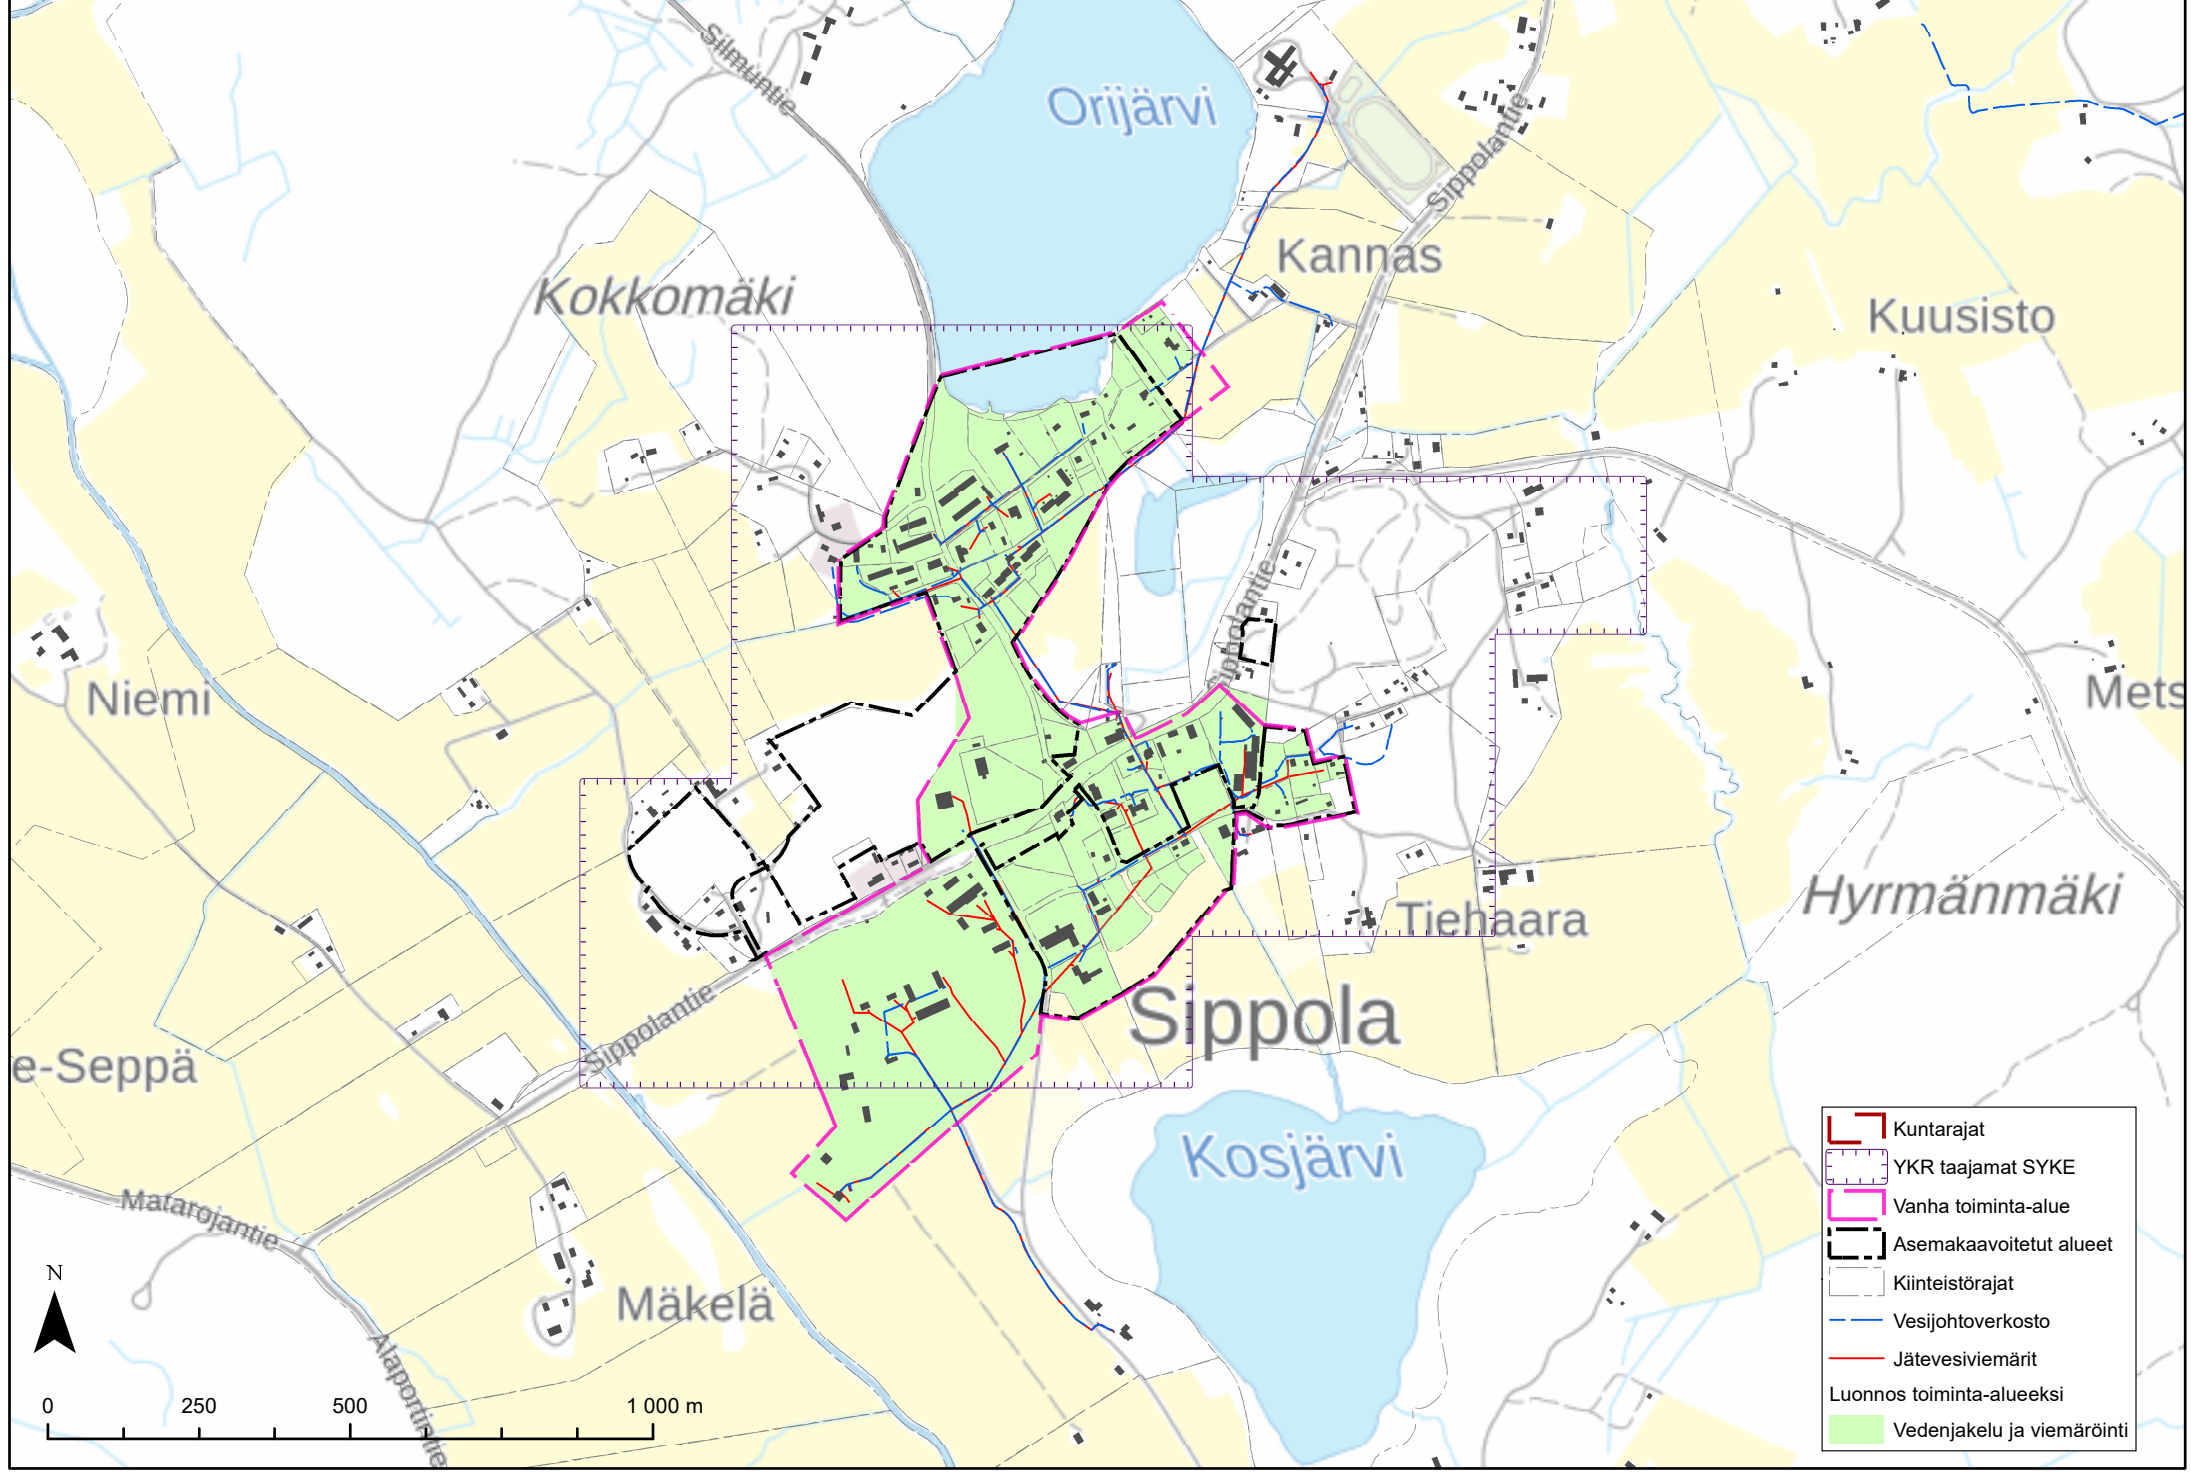 Silmuntie
Orijärvi
Sippolantie
Kannas
Kokkomäki
Kuusisto
Sippolantie
Niemi
Mets
Hyrmänmäki
Tiehaara
Sippola
Sippolantie
e-Seppä
Kosjärvi
Matarojantie
Mäkelä
Alaportintie
N
0 250 500 1 000 m
Kuntarajat
YKR taajamat SYKE
Vanha toiminta-alue
Asemakaavoitetut alueet
Kiinteistörajat
Vesijohtoverkosto
Jätevesiviemärit
Luonnos toiminta-alueeksi
Vedenjakelu ja viemäröinti